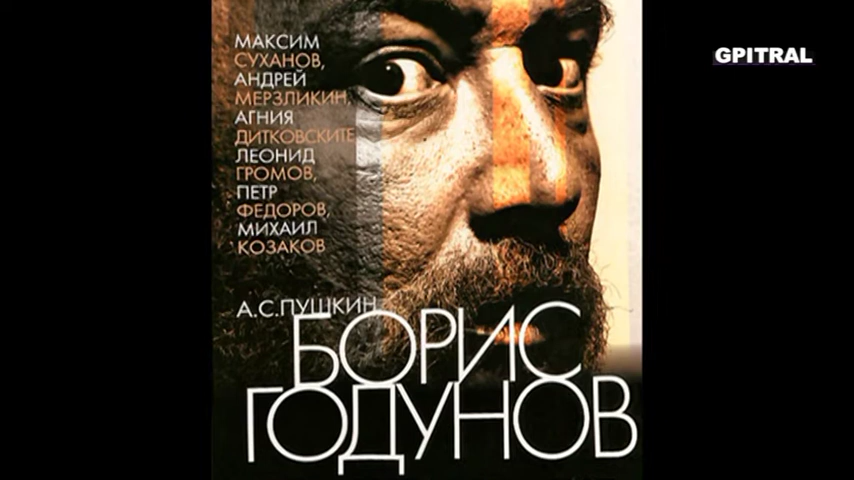 МАКСИМ
СУХАНОВ,
АНДРЕЙ
МЕРЗЛИКИН,
АГНИЯ
ДИТКОВСКИТЕ
ЛЕОНИД
ГРОМОВ,
ПЕТР
ФЕДОРОВ,
МИХАИЛ
КОЗАКОВ
А.С.ПУШКИН
БОРИС
ГОДУНОВ
GPITRAL